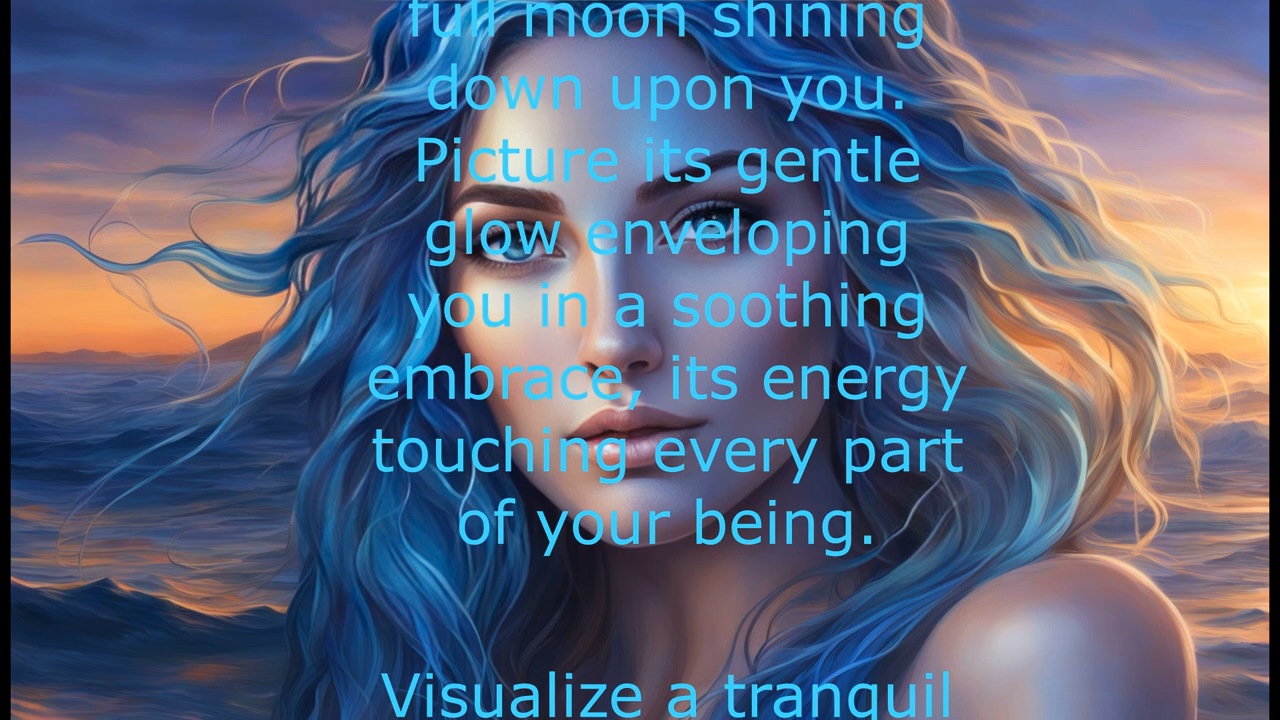 full moon shining
down upon you.
Picture its gentle
glow enveloping
you in a soothing
embrace, its energy
touching every part
of your being.
Visualize a tranquil